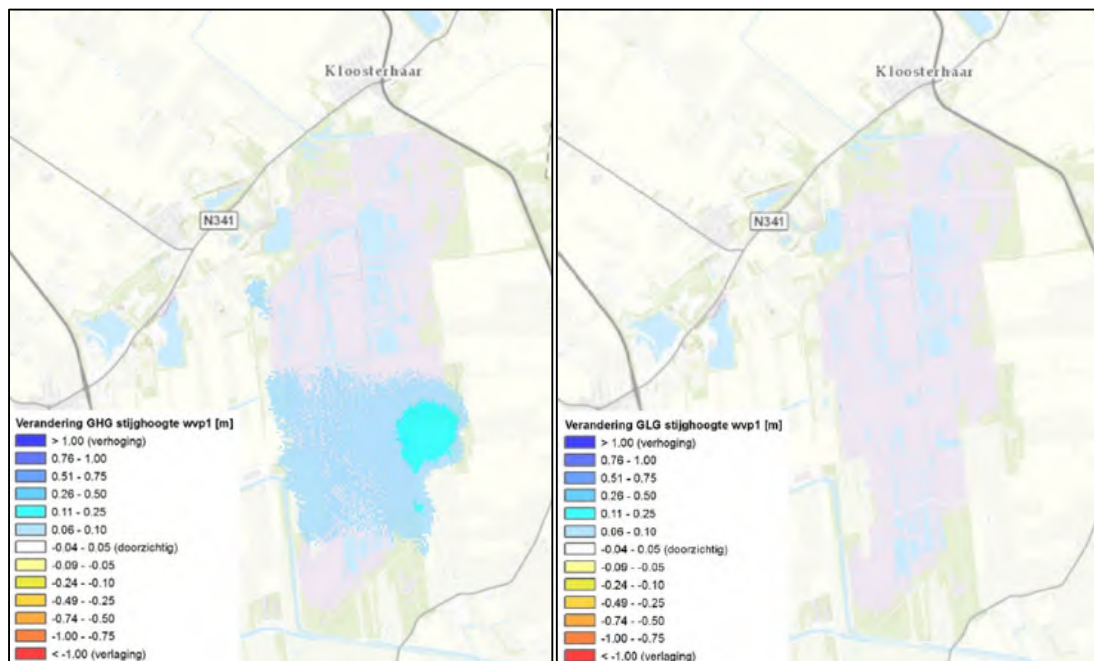 Kloosterhaar
N341
Verandering GHG stijghoogte wvp1 [m]
> 1.00 (verhoging)
0.76 - 1.00
0.51 - 0.75
0.26 - 0.50
0.11 - 0.25
0.06 - 0.10
-0.04 - 0.05 (doorzichtig)
-0.09 - -0.05
-0.24 - -0.10
-0.49 - -0.25
-0.74 - -0.50
-1.00 - -0.75
< -1.00 (verlaging)
Kloosterhaar
N341
Verandering GLG stijghoogte wvp1 [m]
> 1.00 (verhoging)
0.76 - 1.00
0.51 - 0.75
0.26 - 0.50
0.11 - 0.25
0.06 - 0.10
-0.04 - 0.05 (doorzichtig)
-0.09 - -0.05
-0.24 - -0.10
-0.49 - -0.25
-0.74 - -0.50
-1.00 - -0.75
< -1.00 (verlaging)